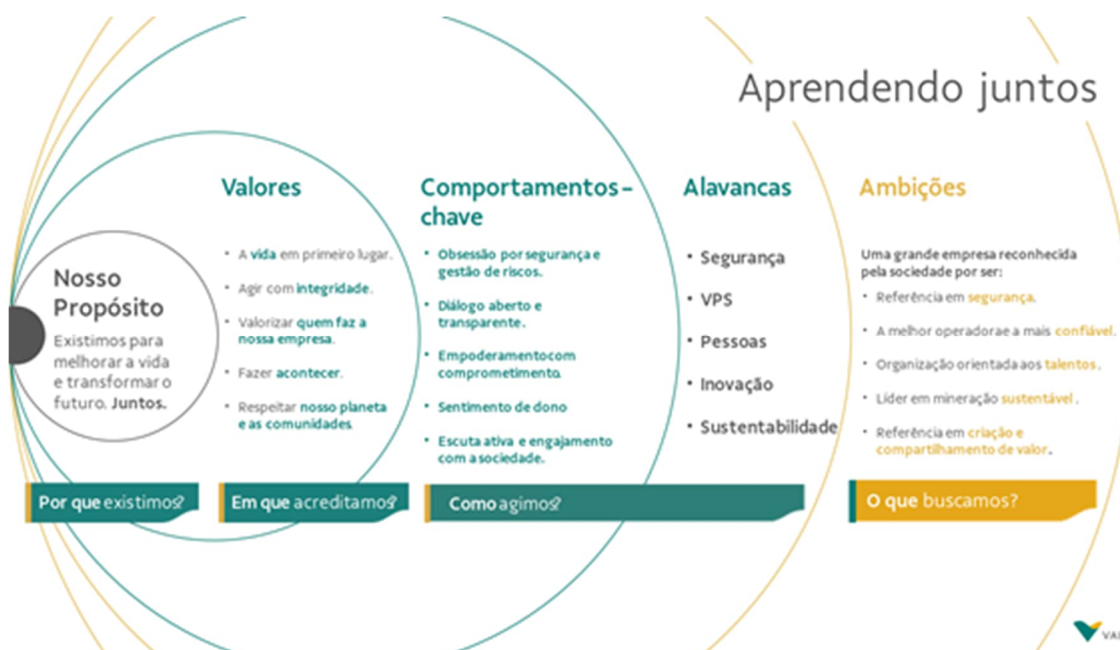 Aprendendo juntos
Nosso
Propósito
Existimos para
melhorar a vida
e transformar o
futuro. Juntos.
Por que existimos?
Valores
• A vida em primeiro lugar.
• Agir com integridade.
• Valorizar quem faz a
nossa empresa.
• Fazer acontecer.
• Respeitar nosso planeta
e as comunidades.
Em que acreditamos?
Comportamentos-
chave
• Obsessão por segurança e
gestão de riscos.
• Diálogo aberto e
transparente.
• Empoderamento com
comprometimento.
• Sentimento de dono
• Escuta ativa e engajamento
com a sociedade.
Alavancas
• Segurança
• VPS
• Pessoas
• Inovação
• Sustentabilidade
Como agimos?
Ambições
Uma grande empresa reconhecida
pela sociedade por ser:
• Referência em segurança.
• A melhor operadora e a mais confiável.
• Organização orientada aos talentos.
• Líder em mineração sustentável.
• Referência em criação e
compartilhamento de valor.
O que buscamos?